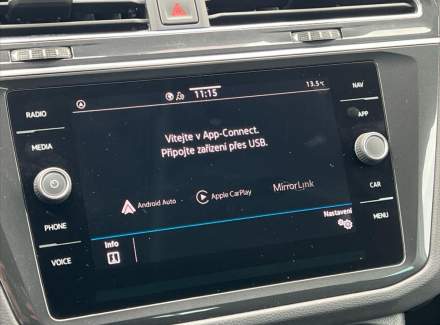 RADIO
MEDIA
PHONE
VOICE
11:15
13.5°C
Vítejte v App-Connect.
Připojte zařízení přes USB.
Android Auto
Apple CarPlay
MirrorLink
Info
Nastavení
NAV
APP
CAR
MENU